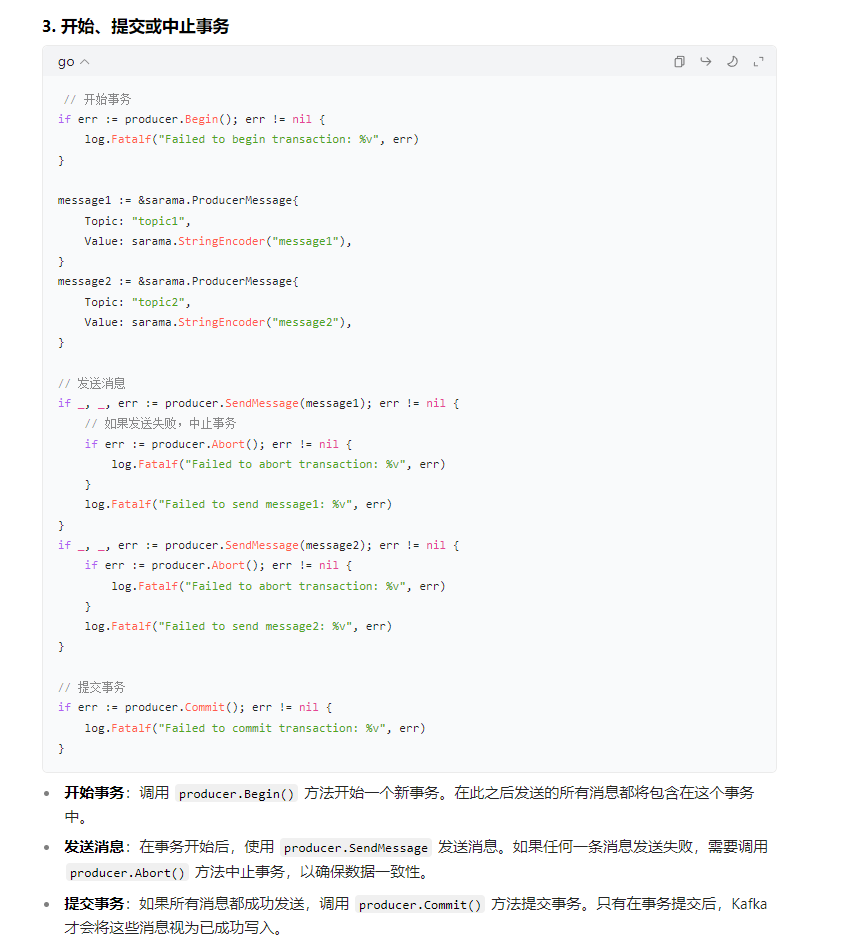 3. 开始、提交或中止事务
go
// 开始事务
if err := producer.Begin(); err != nil {
    log.Fatalf("Failed to begin transaction: %v", err)
}
message1 := &sarama.ProducerMessage{
    Topic: "topic1",
    Value: sarama.StringEncoder("message1"),
}
message2 := &sarama.ProducerMessage{
    Topic: "topic2",
    Value: sarama.StringEncoder("message2"),
}
// 发送消息
if _, _, err := producer.SendMessage(message1); err != nil {
    // 如果发送失败，中止事务
    if err := producer.Abort(); err != nil {
        log.Fatalf("Failed to abort transaction: %v", err)
    }
    log.Fatalf("Failed to send message1: %v", err)
}
if _, _, err := producer.SendMessage(message2); err != nil {
    if err := producer.Abort(); err != nil {
        log.Fatalf("Failed to abort transaction: %v", err)
    }
    log.Fatalf("Failed to send message2: %v", err)
}
// 提交事务
if err := producer.Commit(); err != nil {
    log.Fatalf("Failed to commit transaction: %v", err)
}
• 开始事务：调用 producer.Begin() 方法开始一个新事务。在此之后发送的所有消息都将包含在这个事务
中。
• 发送消息：在事务开始后，使用 producer.SendMessage 发送消息。如果任何一条消息发送失败，需要调用
producer.Abort() 方法中止事务，以确保数据一致性。
• 提交事务：如果所有消息都成功发送，调用 producer.Commit() 方法提交事务。只有在事务提交后，Kafka
才会将这些消息视为已成功写入。